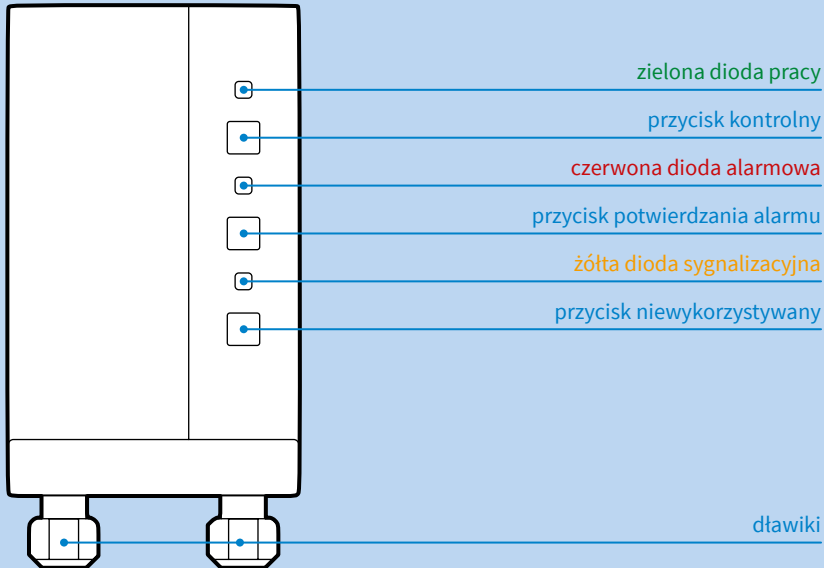 zielona dioda pracy
przycisk kontrolny
czerwona dioda alarmowa
przycisk potwierdzania alarmu
żółta dioda sygnalizacyjna
przycisk niewykorzystywany
dławiki